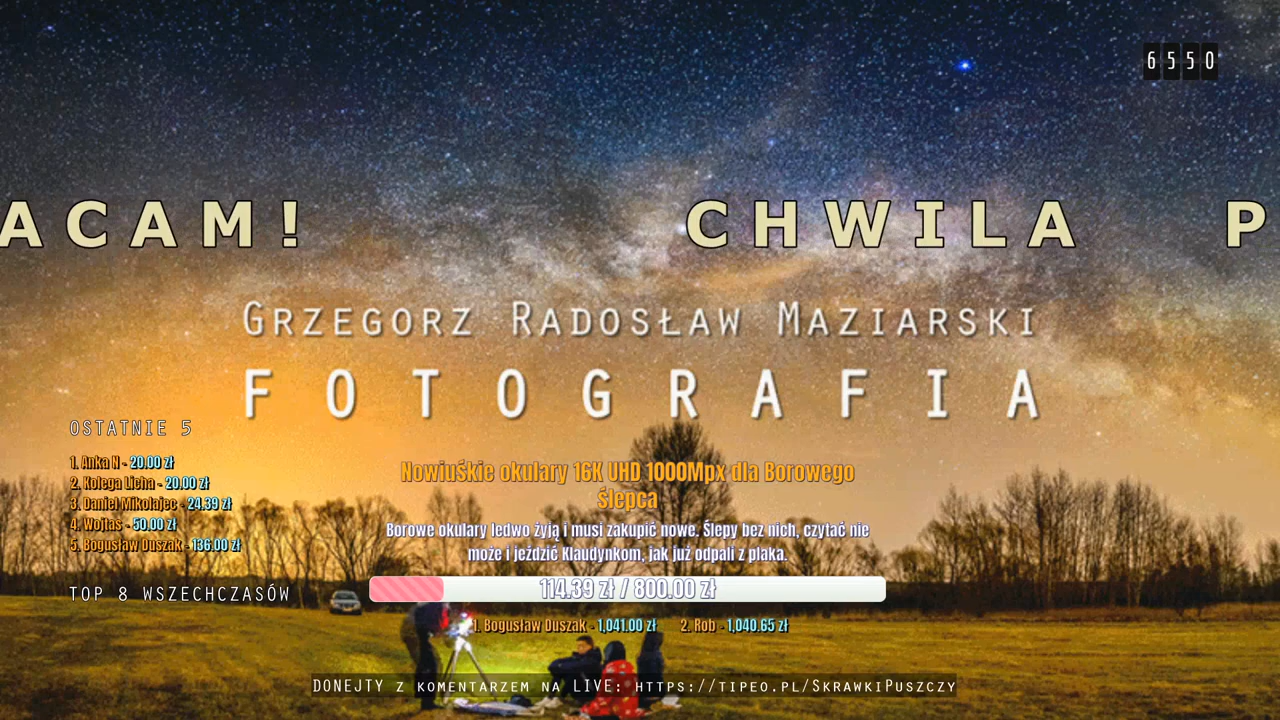 6550
ACAM! CHWILA P
Grzegorz Radosław Maziarski
FOTOGRAFIA
OSTATNIE 5
1. Anka N - 20.00 zł
2. Kolega Licha - 20.00 zł
3. Daniel Mikołajec - 24.39 zł
4. Wojtas - 50.00 zł
5. Bogusław Duszak - 136.00 zł
Nowiuśkie okulary 16K UHD 1000Mpx dla Borowego
ślepca
Borowe okulary ledwo żyją i musi zakupić nowe. Ślepy bez nich, czytać nie
może i jeździć Klaudynkom, jak już odpali z płaka.
114.39 zł / 800.00 zł
TOP 8 WSZECHCZASÓW
1. Bogusław Duszak - 1,041.00 zł 2. Rob - 1,040.65 zł
DONEJTY z komentarzem na LIVE: https://tipeo.pl/SkrawkiPuszczy